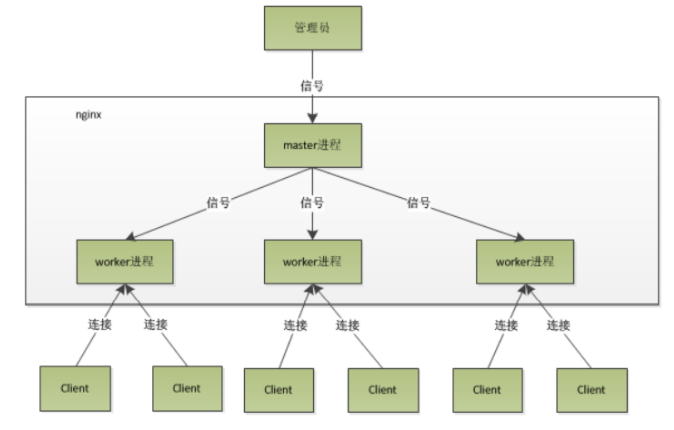 管理员
信号
nginx
master进程
信号
信号
信号
worker进程
worker进程
worker进程
连接
连接
连接
连接
连接
连接
Client
Client
Client
Client
Client
Client